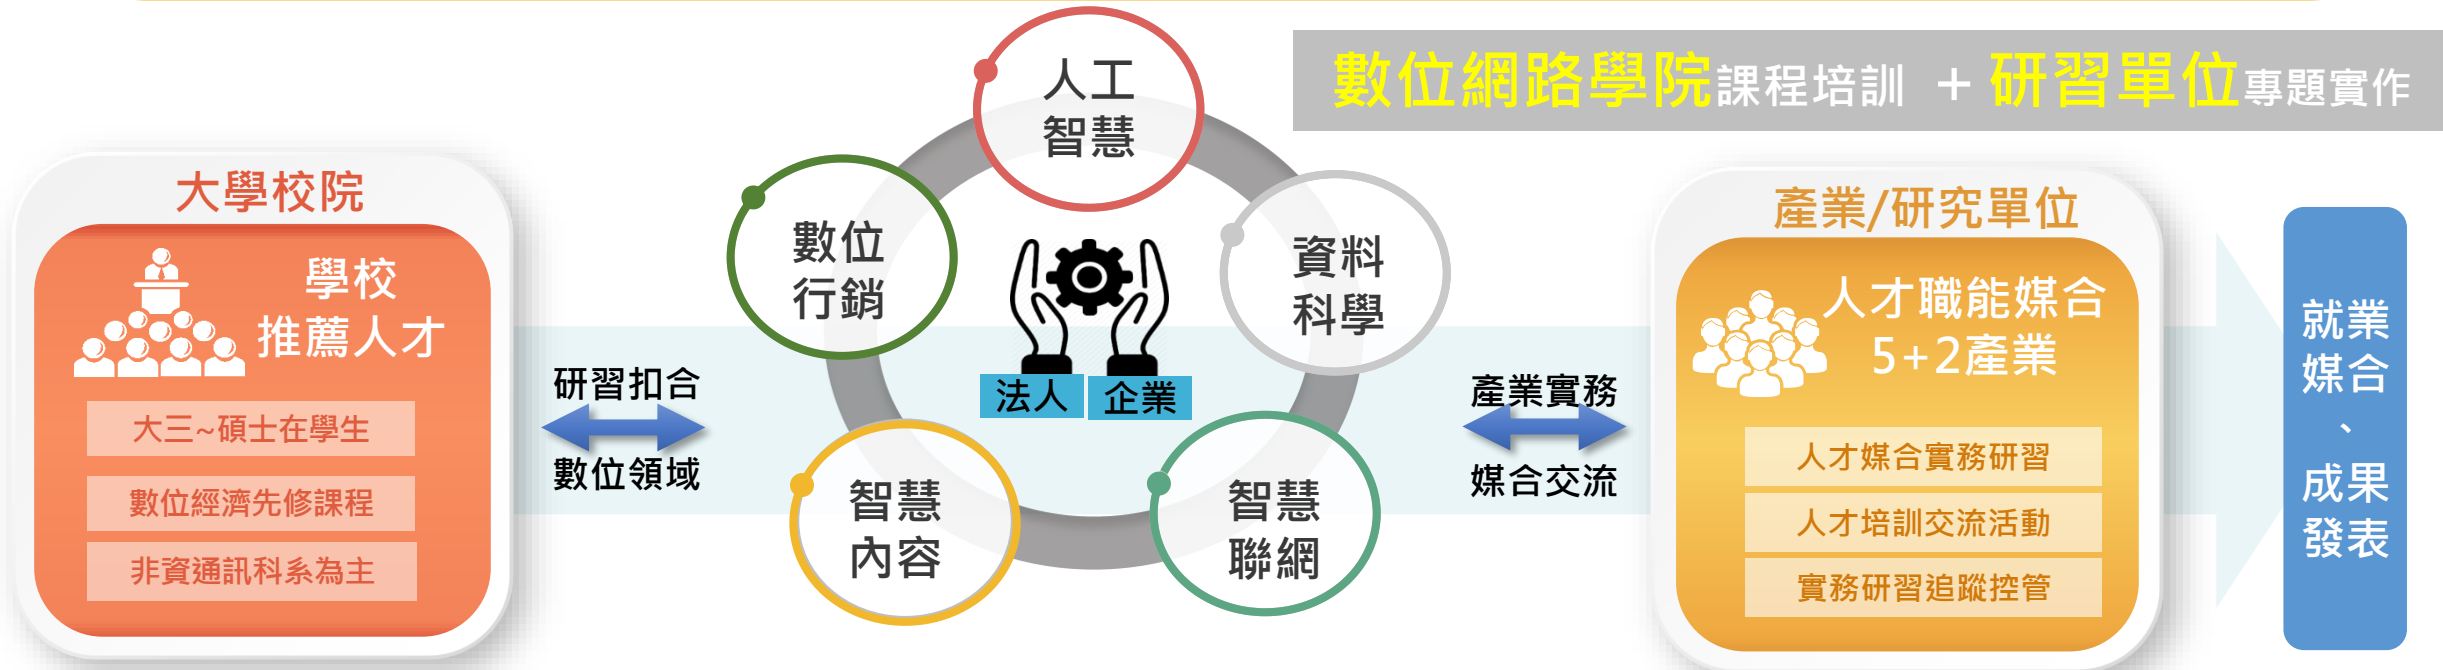 數位網路學院課程培訓 + 研習單位專題實作
大學校院
學校
推薦人才
大三~碩士在學生
數位經濟先修課程
非資通訊科系為主
研習扣合
數位領域
人工
智慧
數位
行銷
資料
科學
法人
企業
智慧
內容
智慧
聯網
產業實務
媒合交流
產業/研究單位
人才職能媒合
5+2產業
人才媒合實務研習
人才培訓交流活動
實務研習追蹤控管
就業
媒合
、
成果
發表